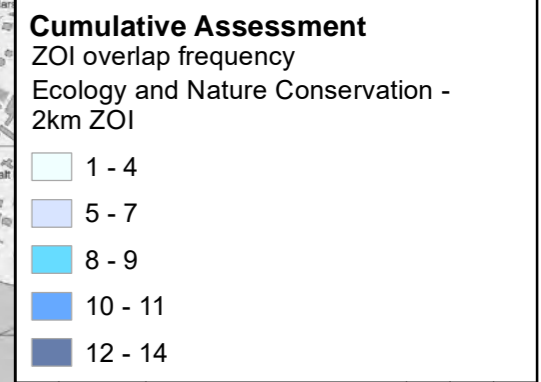 Cumulative Assessment
ZOI overlap frequency
Ecology and Nature Conservation -
2km ZOI
1 - 4
5 - 7
8 - 9
10 - 11
12 - 14